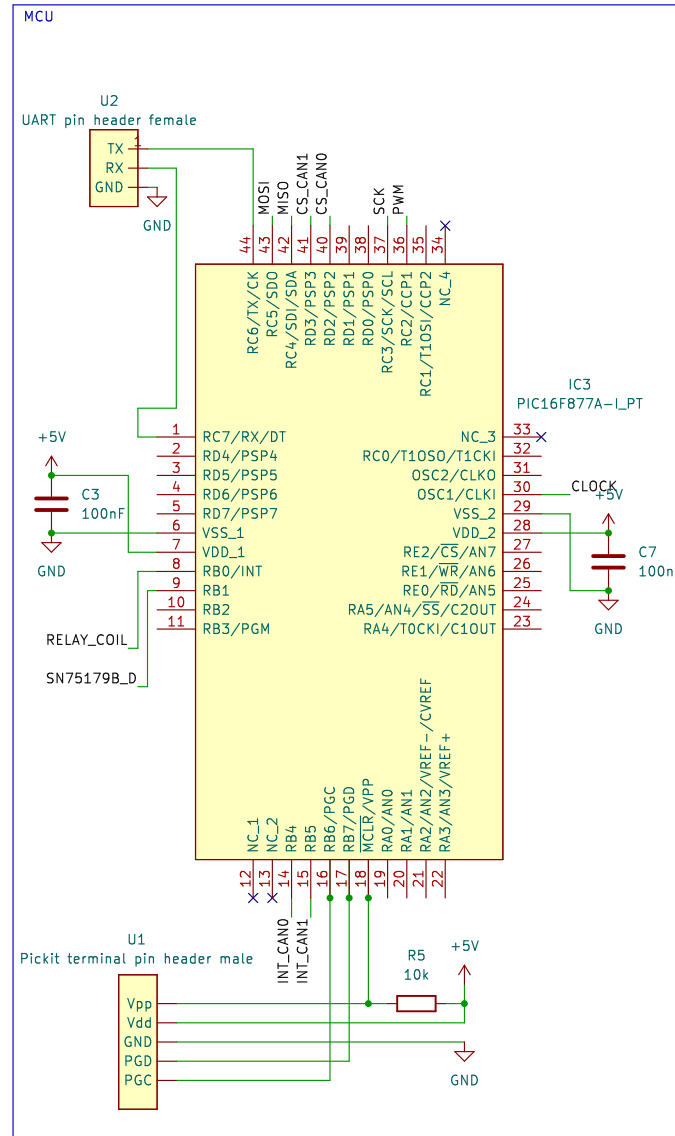 MCU
U2
UART pin header female
1
TX
RX
GND
GND
MOSI
MISO
CS_CAN1
CS_CAN0
SCK
PWM
44
43
42
41
40
39
38
37
36
35
34
RC6/TX/CK
RC5/SDO
RC4/SDI/SDA
RD3/PSP3
RD2/PSP2
RD1/PSP1
RD0/PSP0
RC3/SCK/SCL
RC2/CCP1
RC1/T1OSI/CCP2
NC_4
IC3
PIC16F877A-I_PT
1 RC7/RX/DT
2 RD4/PSP4
3 RD5/PSP5
4 RD6/PSP6
5 RD7/PSP7
6 VSS_1
7 VDD_1
8 RB0/INT
9 RB1
10 RB2
11 RB3/PGM
NC_3 33
RC0/T1OSO/T1CKI 32
OSC2/CLKO 31
OSC1/CLKI 30
VSS_2 29
VDD_2 28
RE2/CS/AN7 27
RE1/WR/AN6 26
RE0/RD/AN5 25
RA5/AN4/SS/C2OUT 24
RA4/T0CKI/C1OUT 23
+5V
C3
100nF
GND
RELAY_COIL
SN75179B_D
CLOCK
+5V
C7
100n
GND
NC_1
NC_2
RB4
RB5
RB6/PGC
RB7/PGD
MCLR/VPP
RA0/AN0
RA1/AN1
RA2/AN2/VREF-/CVREF
RA3/AN3/VREF+
12
13
14
15
16
17
18
19
20
21
22
INT_CAN0
INT_CAN1
U1
Pickit terminal pin header male
Vpp
Vdd
GND
PGD
PGC
R5
10k
+5V
GND